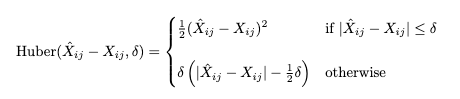 Huber(X̂ij − Xij, δ) = { ½(X̂ij − Xij)² if |X̂ij − Xij| ≤ δ
δ(|X̂ij − Xij| − ½δ) otherwise